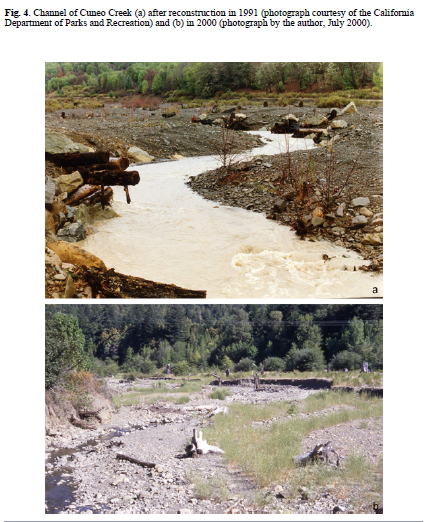 Fig. 4. Channel of Cuneo Creek (a) after reconstruction in 1991 (photograph courtesy of the California
Department of Parks and Recreation) and (b) in 2000 (photograph by the author, July 2000).
a
b